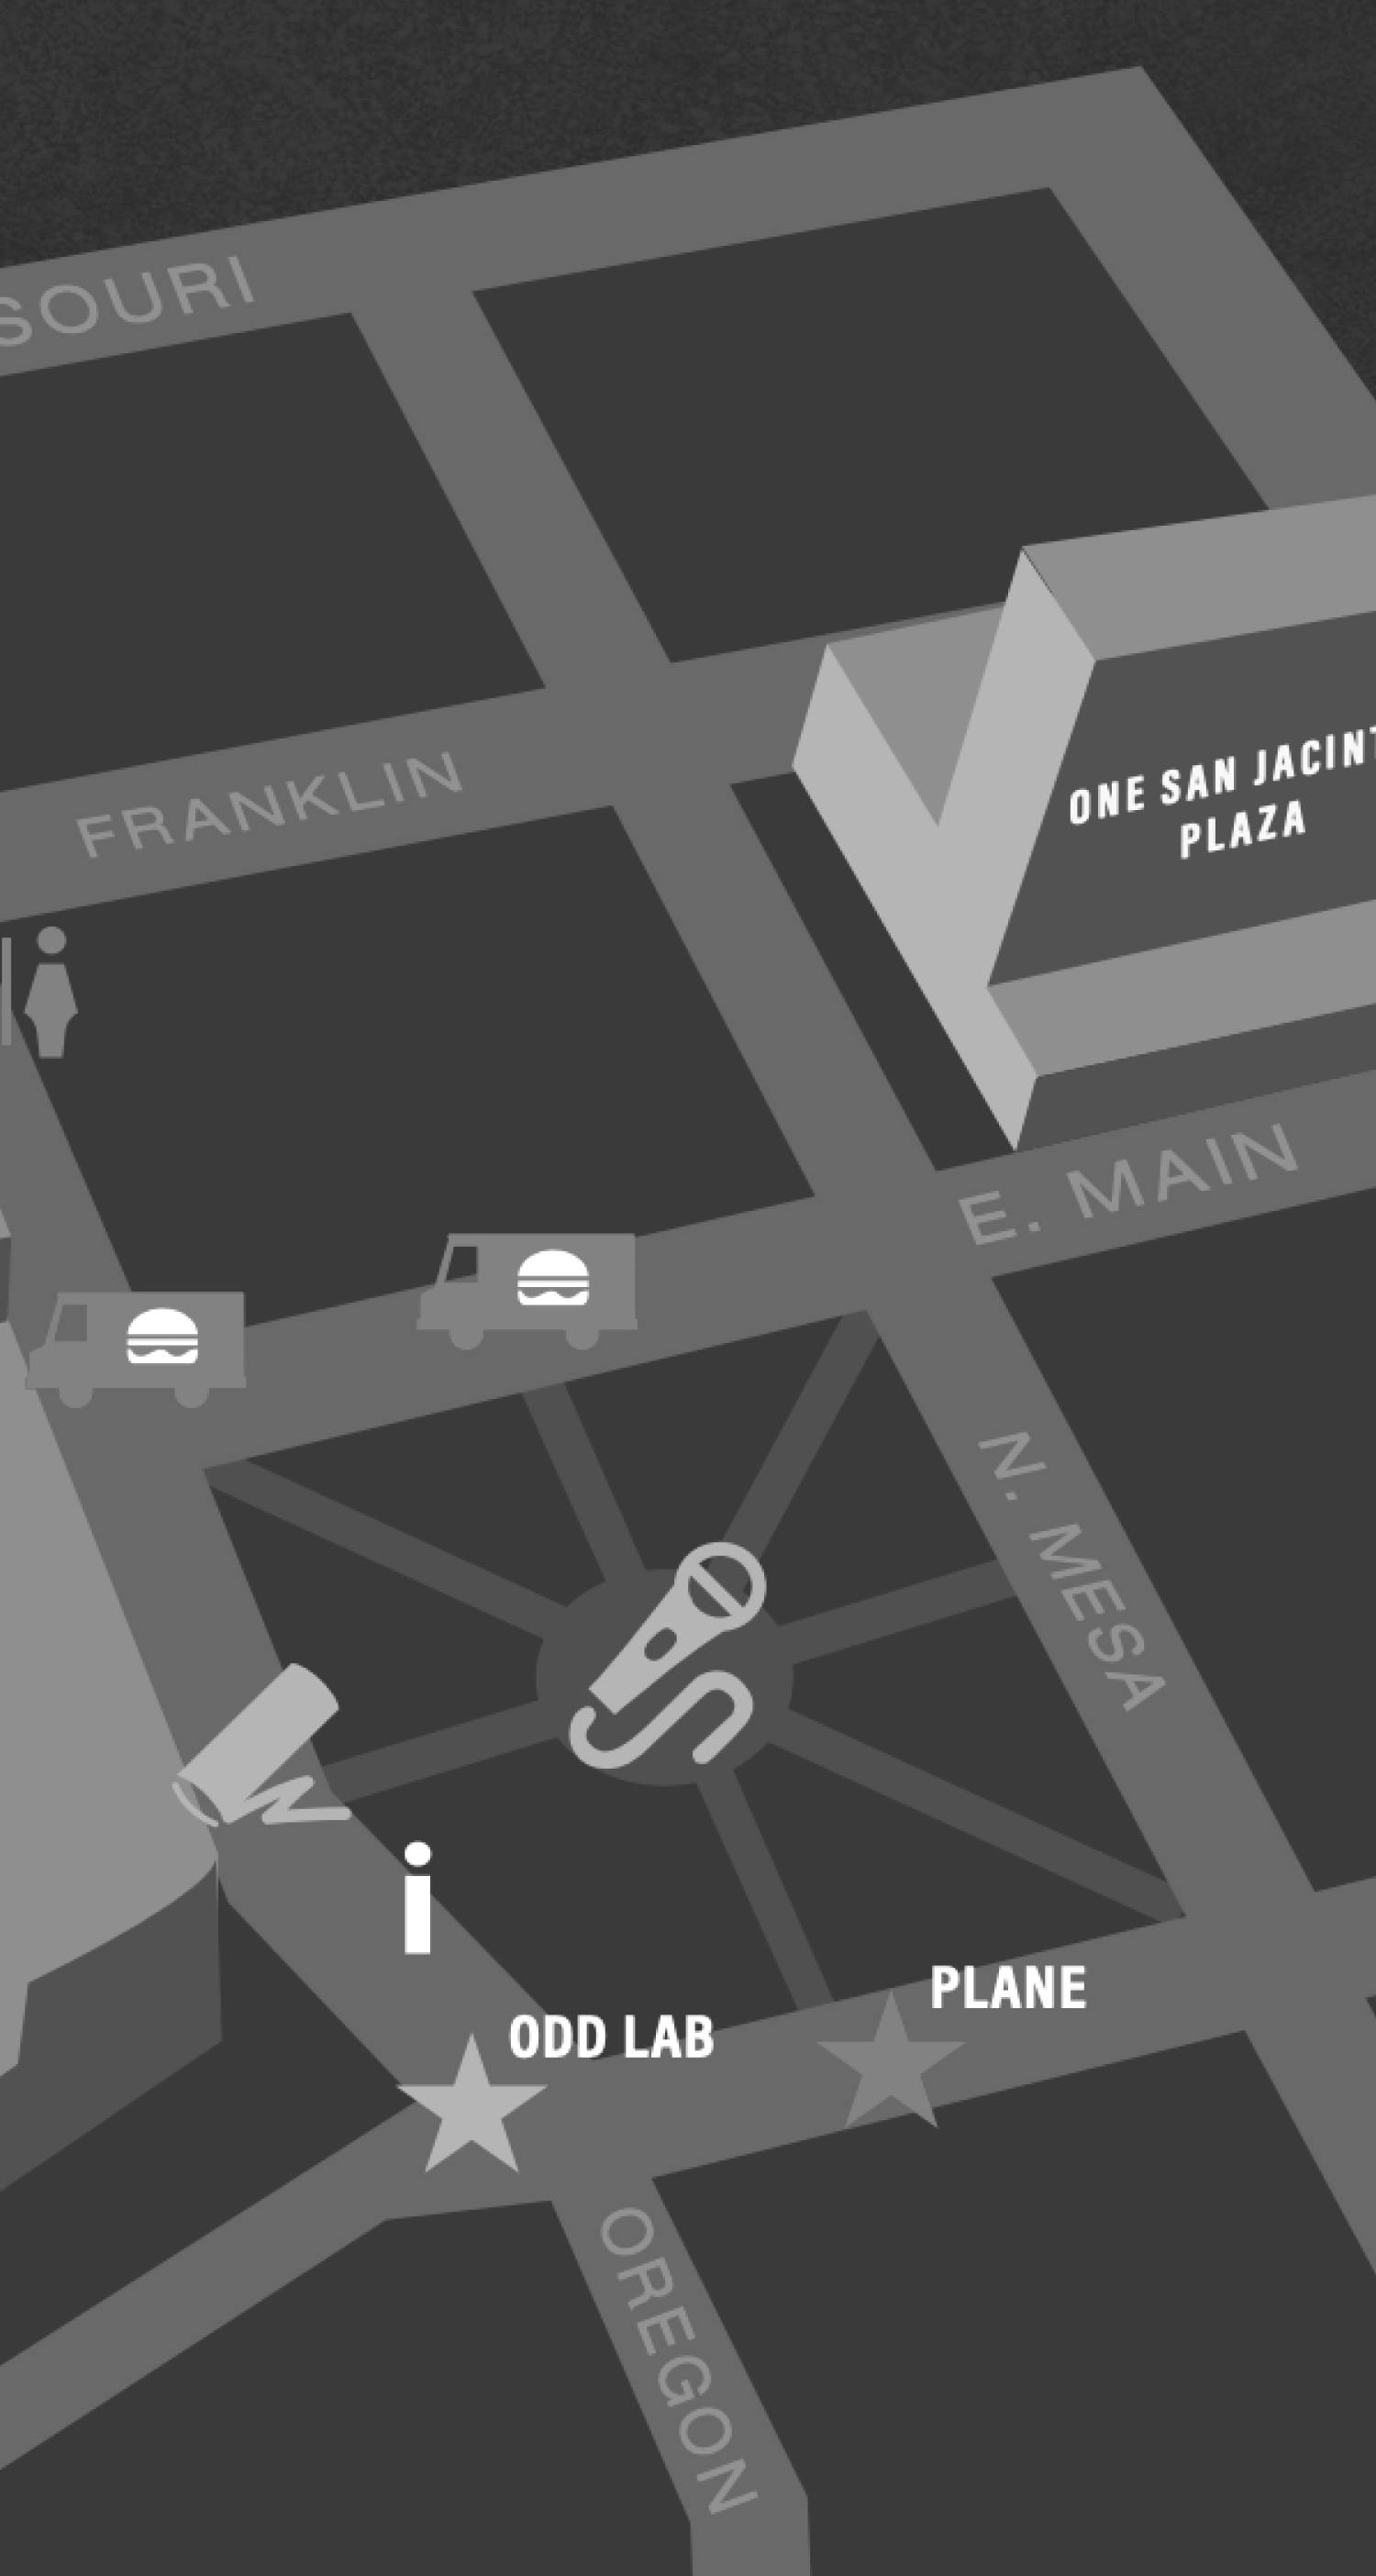 SOURI
FRANKLIN
ONE SAN JACINT
PLAZA
E. MAIN
N. MESA
i
PLANE
ODD LAB
OREGON